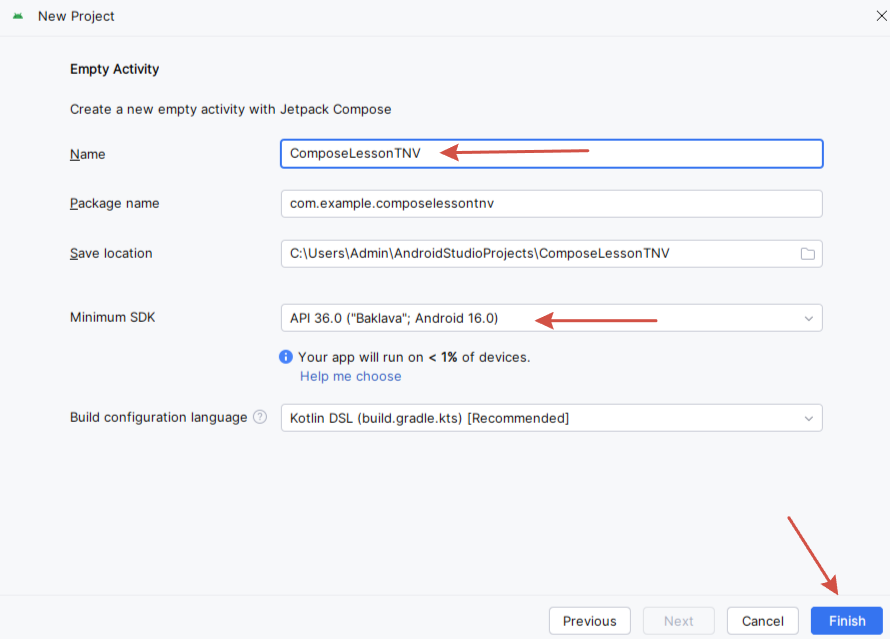 New Project
Empty Activity
Create a new empty activity with Jetpack Compose
Name ComposeLessonTNV
Package name com.example.composelessontnv
Save location C:\Users\Admin\AndroidStudioProjects\ComposeLessonTNV
Minimum SDK API 36.0 ("Baklava"; Android 16.0)
Your app will run on < 1% of devices.
Help me choose
Build configuration language ? Kotlin DSL (build.gradle.kts) [Recommended]
Previous Next Cancel Finish